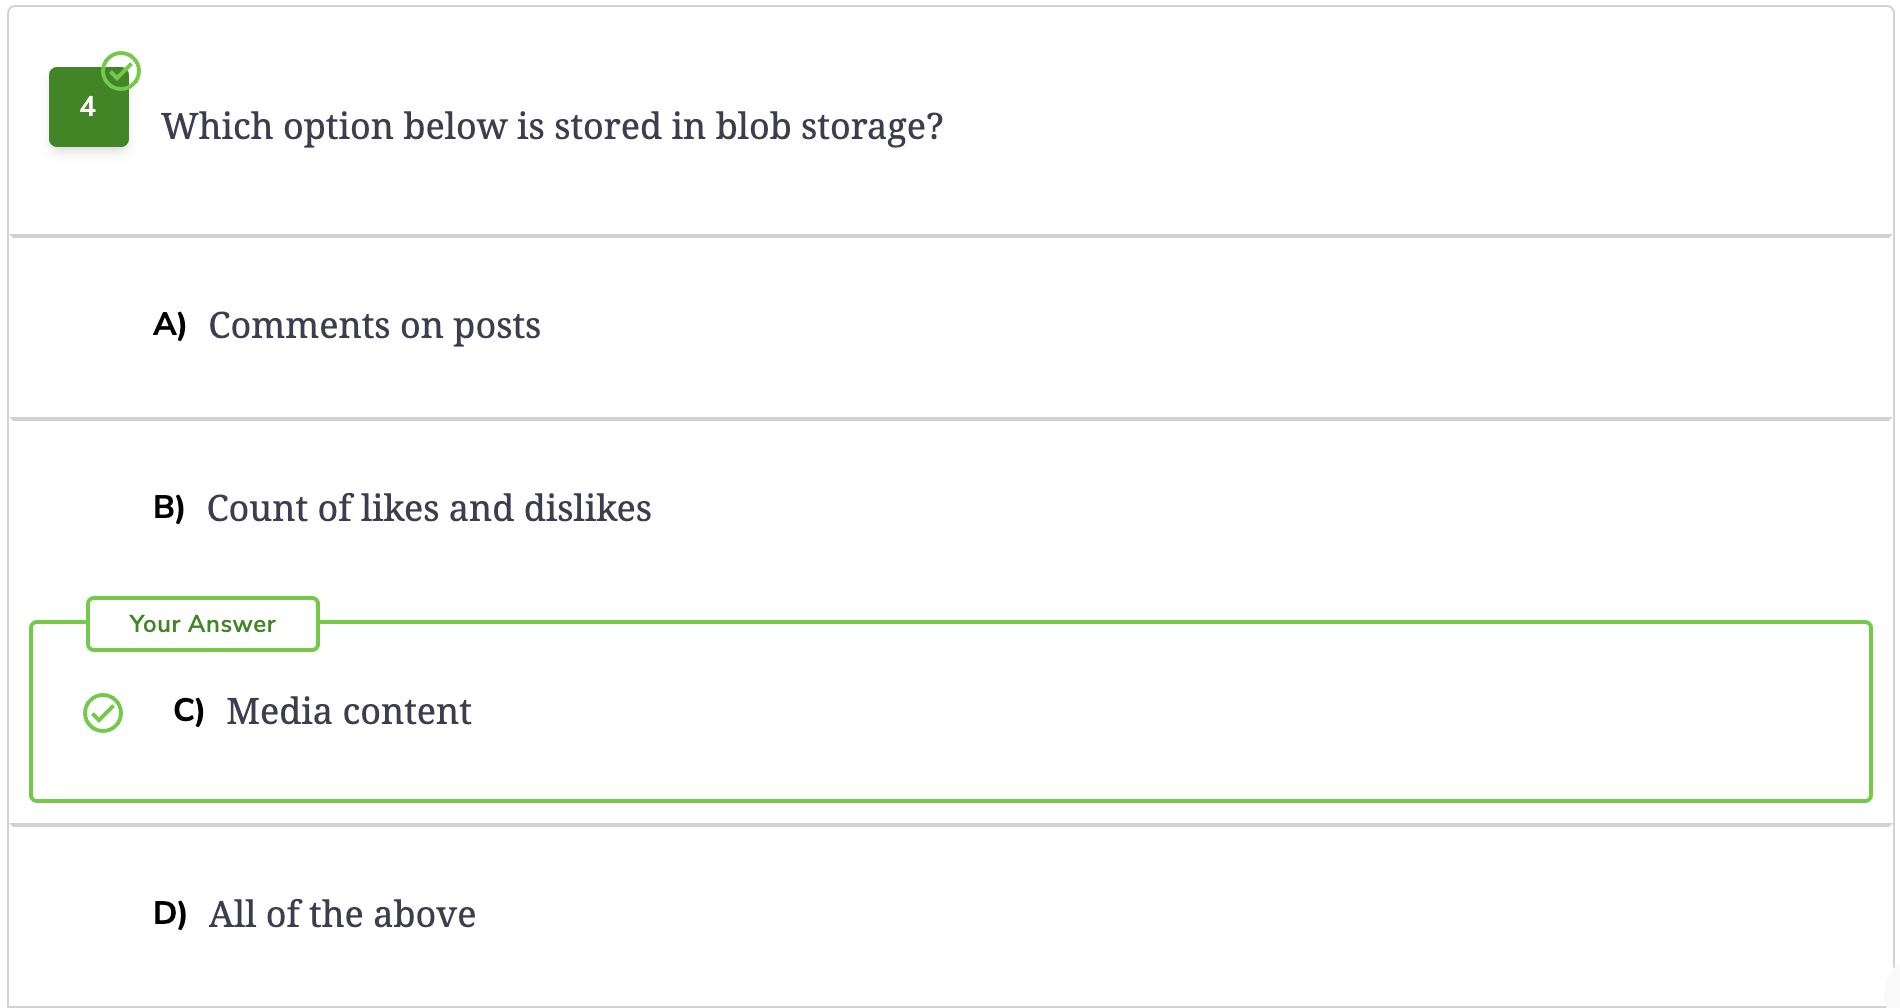 4
Which option below is stored in blob storage?
A) Comments on posts
B) Count of likes and dislikes
Your Answer
C) Media content
D) All of the above